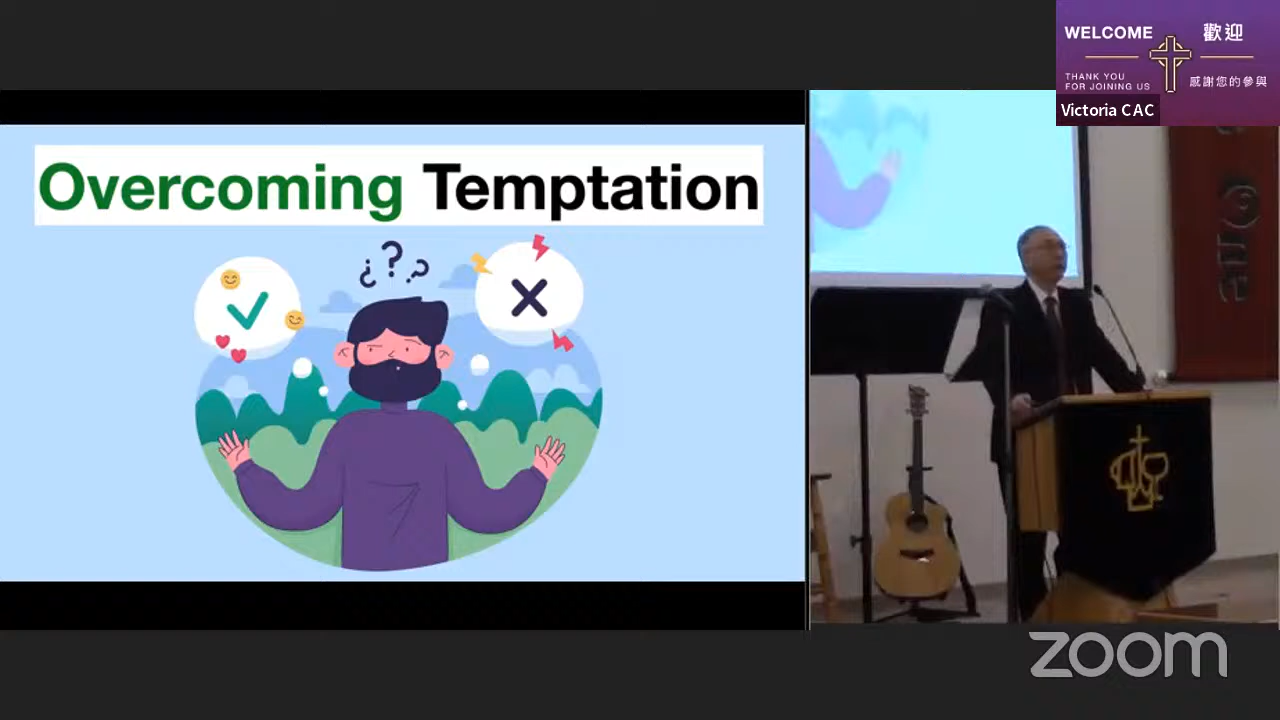 WELCOME 歡迎
THANK YOU
FOR JOINING US 感謝您的參與
Victoria CAC
Overcoming Temptation
???
zoom